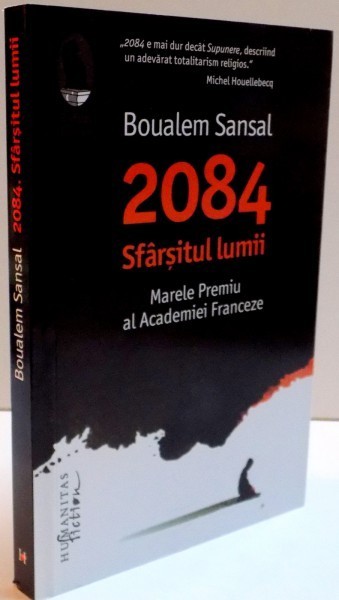 „2084 e mai dur decât Supunere, descriind
un adevărat totalitarism religios.“
Michel Houellebecq
Boualem Sansal
2084
Sfârșitul lumii
Marele Premiu
al Academiei Franceze
HUMANITAS
fiction
Boualem Sansal 2084. Sfârșitul lumii
H